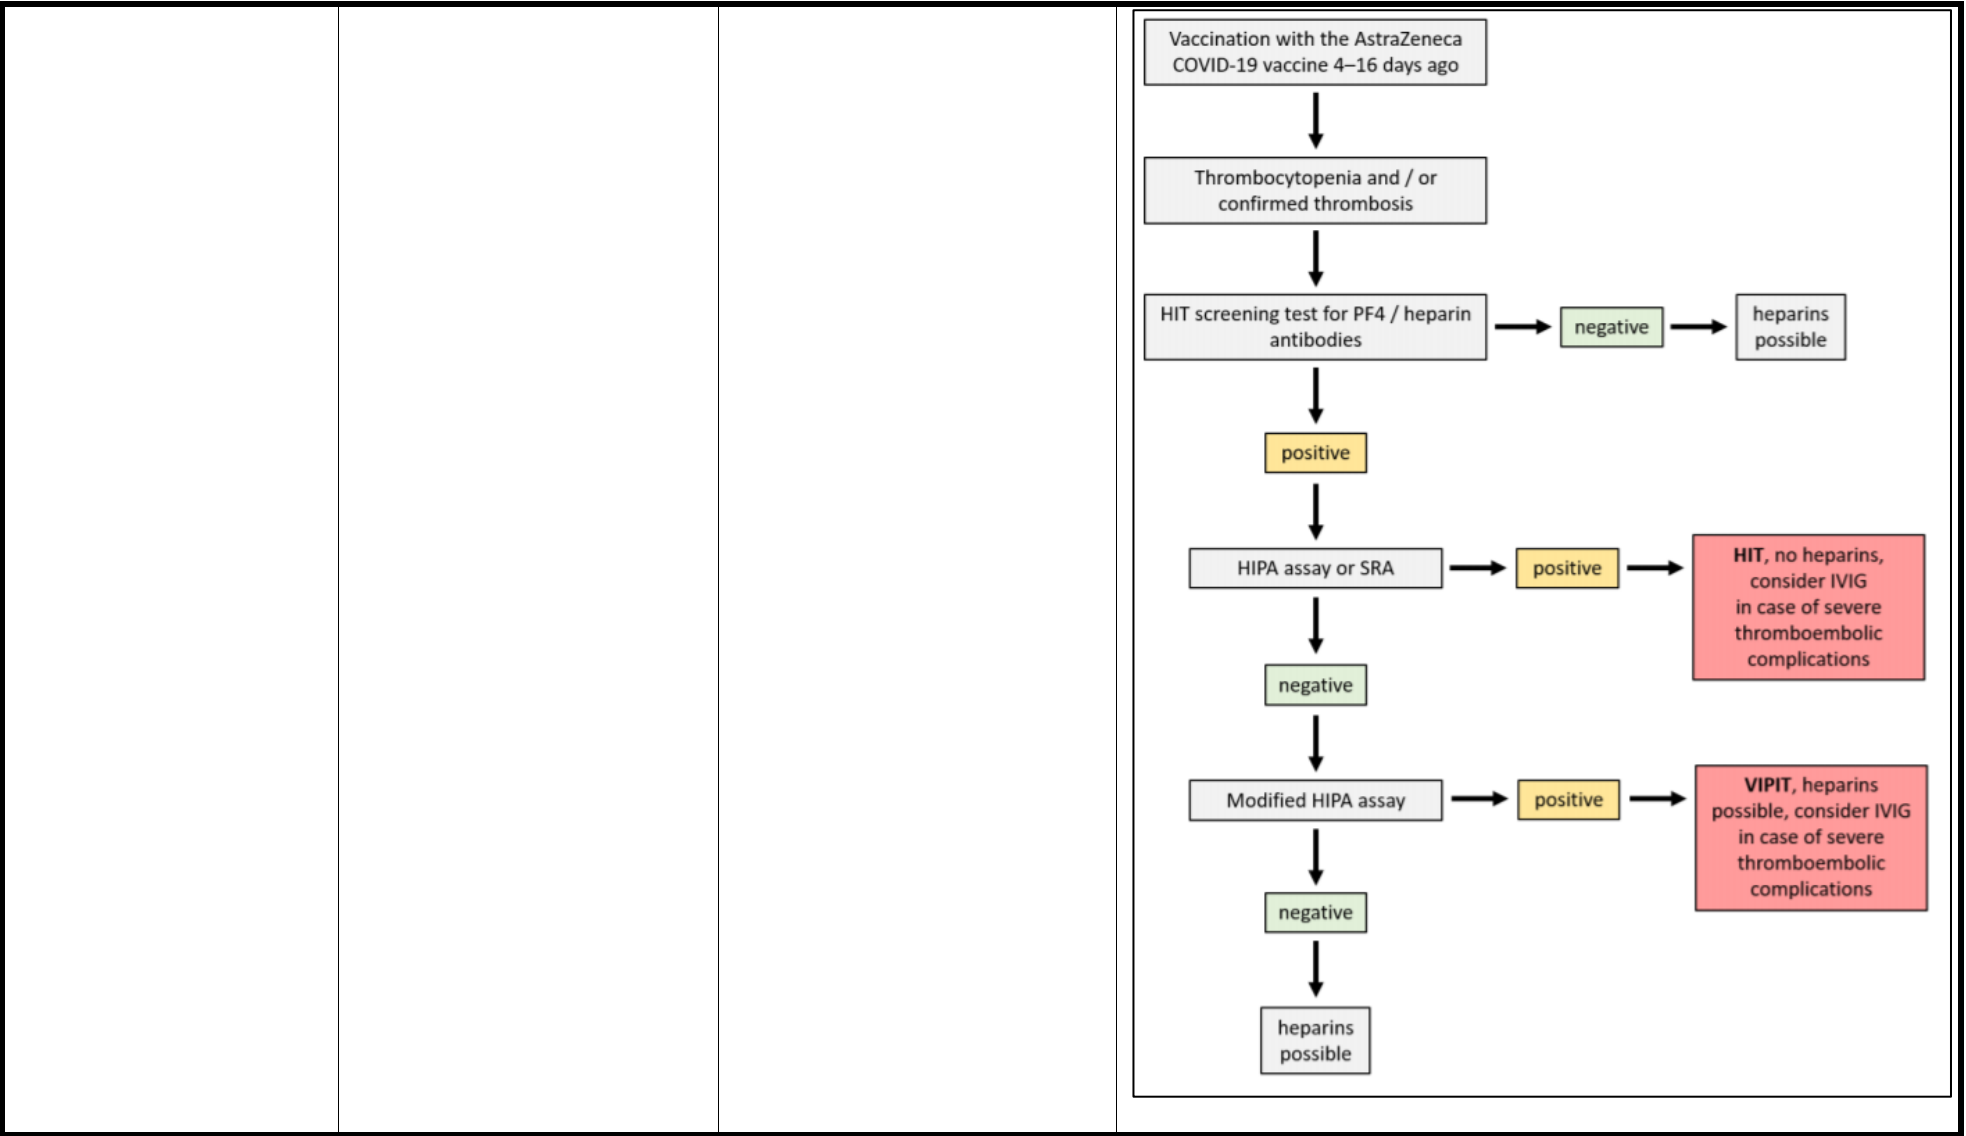 Vaccination with the AstraZeneca
COVID-19 vaccine 4–16 days ago
Thrombocytopenia and / or
confirmed thrombosis
HIT screening test for PF4 / heparin
antibodies
negative
heparins
possible
positive
HIPA assay or SRA
positive
HIT, no heparins,
consider IVIG
in case of severe
thromboembolic
complications
negative
Modified HIPA assay
positive
VIPIT, heparins
possible, consider IVIG
in case of severe
thromboembolic
complications
negative
heparins
possible